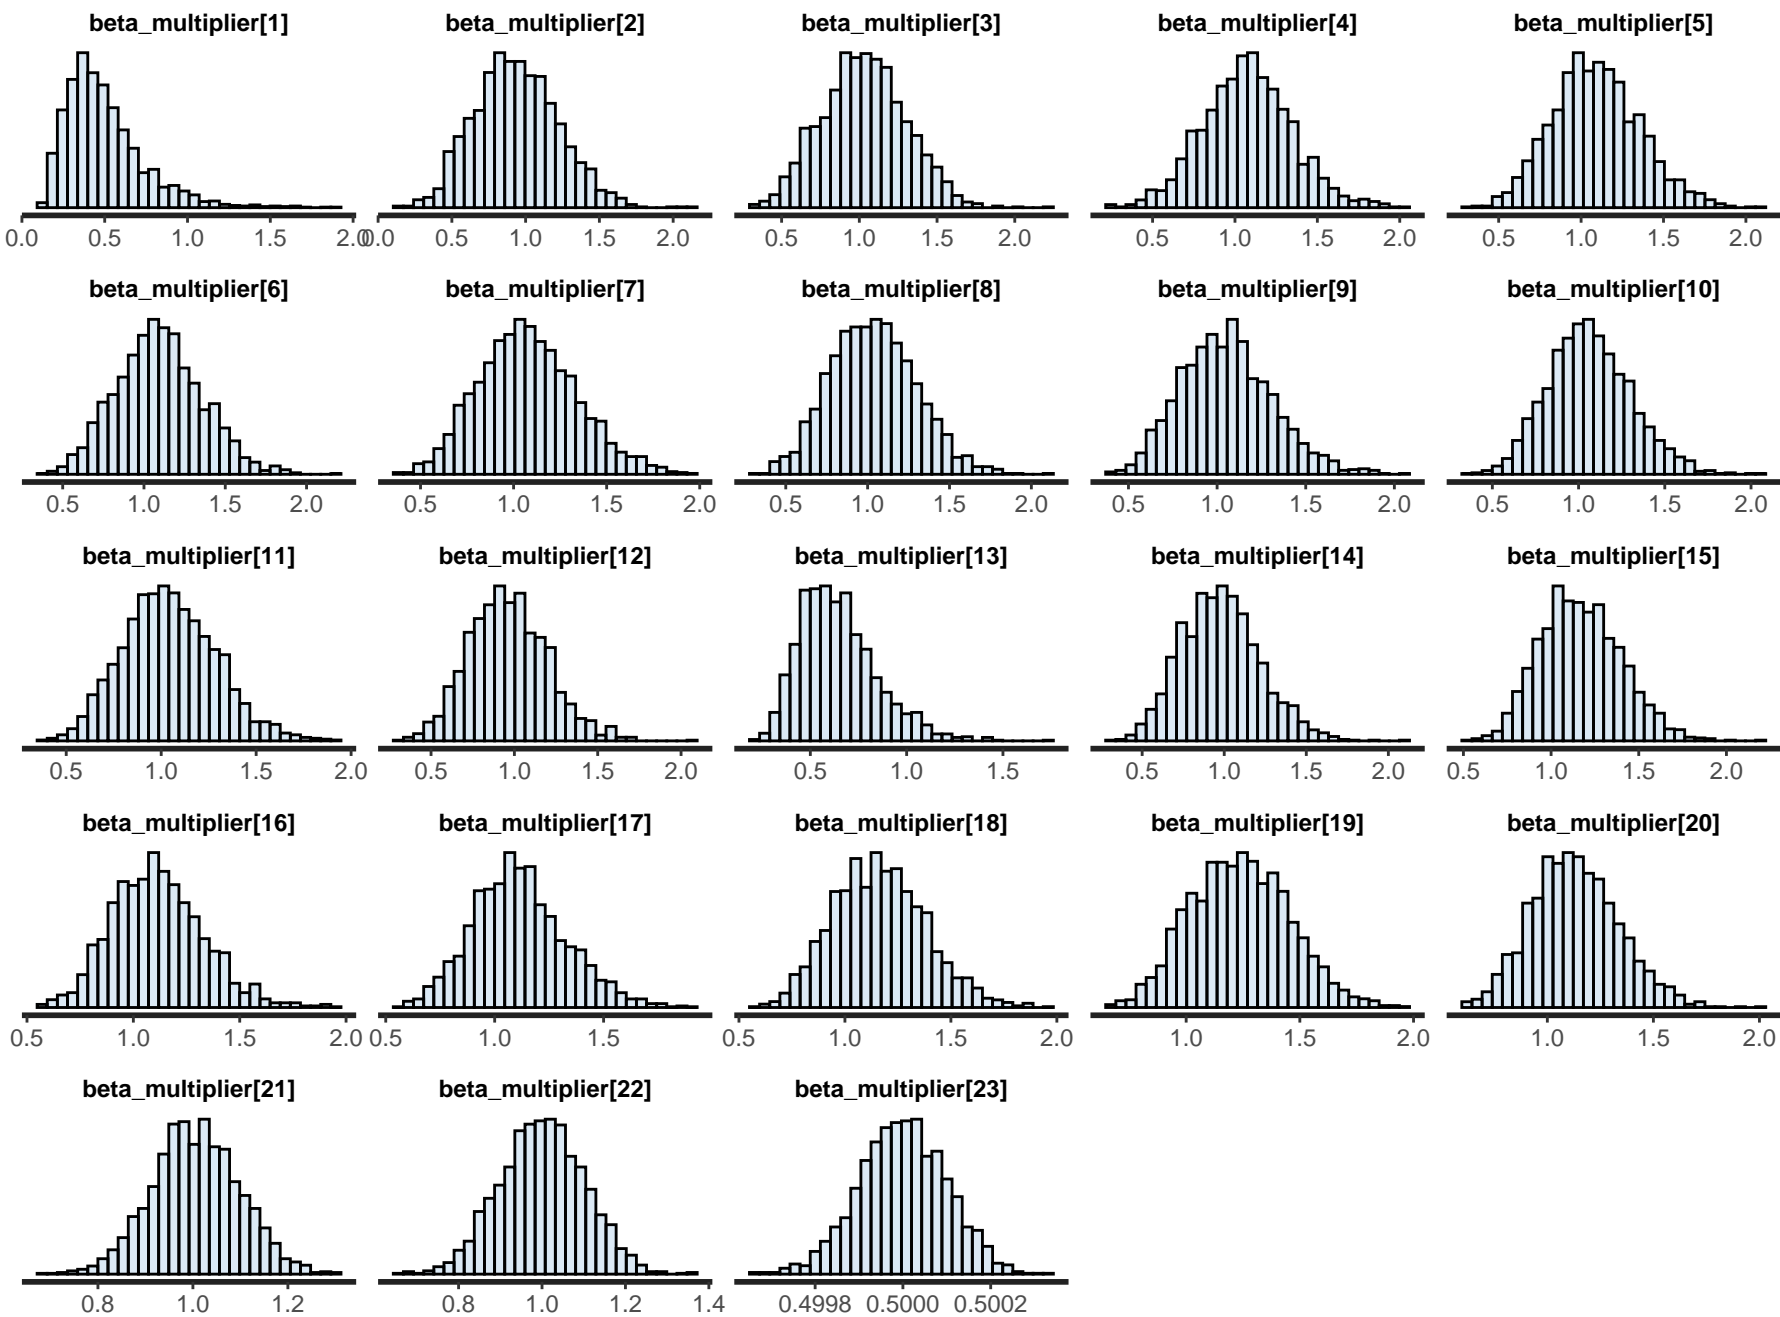 beta_multiplier[1] beta_multiplier[2] beta_multiplier[3] beta_multiplier[4] beta_multiplier[5]
0.0 0.5 1.0 1.5 2.0 0.0 0.5 1.0 1.5 2.0 0.5 1.0 1.5 2.0 0.5 1.0 1.5 2.0 0.5 1.0 1.5 2.0
beta_multiplier[6] beta_multiplier[7] beta_multiplier[8] beta_multiplier[9] beta_multiplier[10]
0.5 1.0 1.5 2.0 0.5 1.0 1.5 2.0 0.5 1.0 1.5 2.0 0.5 1.0 1.5 2.0 0.5 1.0 1.5 2.0
beta_multiplier[11] beta_multiplier[12] beta_multiplier[13] beta_multiplier[14] beta_multiplier[15]
0.5 1.0 1.5 2.0 0.5 1.0 1.5 2.0 0.5 1.0 1.5 0.5 1.0 1.5 2.0 0.5 1.0 1.5 2.0
beta_multiplier[16] beta_multiplier[17] beta_multiplier[18] beta_multiplier[19] beta_multiplier[20]
0.5 1.0 1.5 2.0 0.5 1.0 1.5 0.5 1.0 1.5 2.0 1.0 1.5 2.0 1.0 1.5 2.0
beta_multiplier[21] beta_multiplier[22] beta_multiplier[23]
0.8 1.0 1.2 0.8 1.0 1.2 1.4 0.4998 0.5000 0.5002